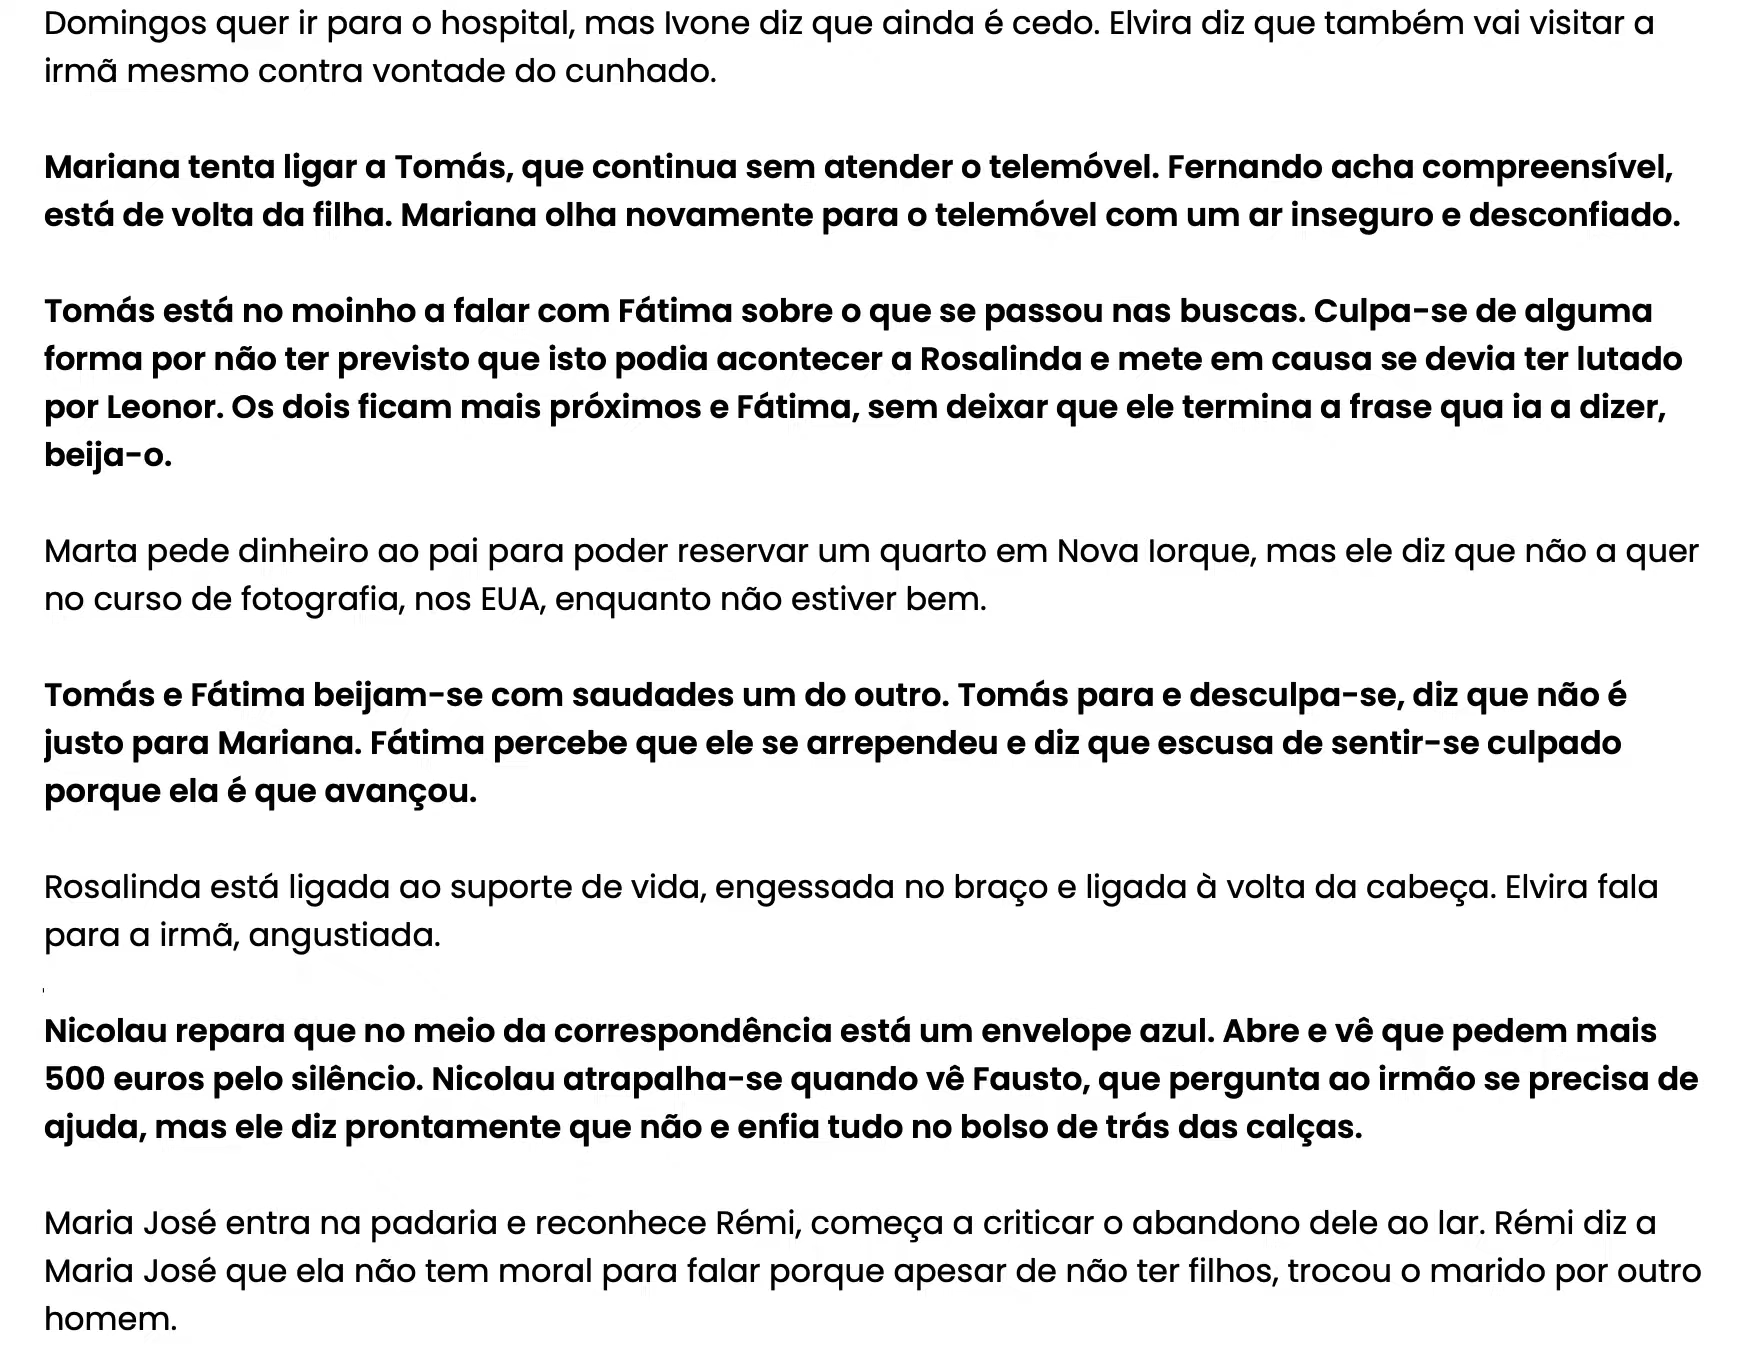 Domingos quer ir para o hospital, mas Ivone diz que ainda é cedo. Elvira diz que também vai visitar a
irmã mesmo contra vontade do cunhado.
Mariana tenta ligar a Tomás, que continua sem atender o telemóvel. Fernando acha compreensível,
está de volta da filha. Mariana olha novamente para o telemóvel com um ar inseguro e desconfiado.
Tomás está no moinho a falar com Fátima sobre o que se passou nas buscas. Culpa-se de alguma
forma por não ter previsto que isto podia acontecer a Rosalinda e mete em causa se devia ter lutado
por Leonor. Os dois ficam mais próximos e Fátima, sem deixar que ele termina a frase qua ia a dizer,
beija-o.
Marta pede dinheiro ao pai para poder reservar um quarto em Nova Iorque, mas ele diz que não a quer
no curso de fotografia, nos EUA, enquanto não estiver bem.
Tomás e Fátima beijam-se com saudades um do outro. Tomás para e desculpa-se, diz que não é
justo para Mariana. Fátima percebe que ele se arrependeu e diz que escusa de sentir-se culpado
porque ela é que avançou.
Rosalinda está ligada ao suporte de vida, engessada no braço e ligada à volta da cabeça. Elvira fala
para a irmã, angustiada.
Nicolau repara que no meio da correspondência está um envelope azul. Abre e vê que pedem mais
500 euros pelo silêncio. Nicolau atrapalha-se quando vê Fausto, que pergunta ao irmão se precisa de
ajuda, mas ele diz prontamente que não e enfia tudo no bolso de trás das calças.
Maria José entra na padaria e reconhece Rémi, começa a criticar o abandono dele ao lar. Rémi diz a
Maria José que ela não tem moral para falar porque apesar de não ter filhos, trocou o marido por outro
homem.